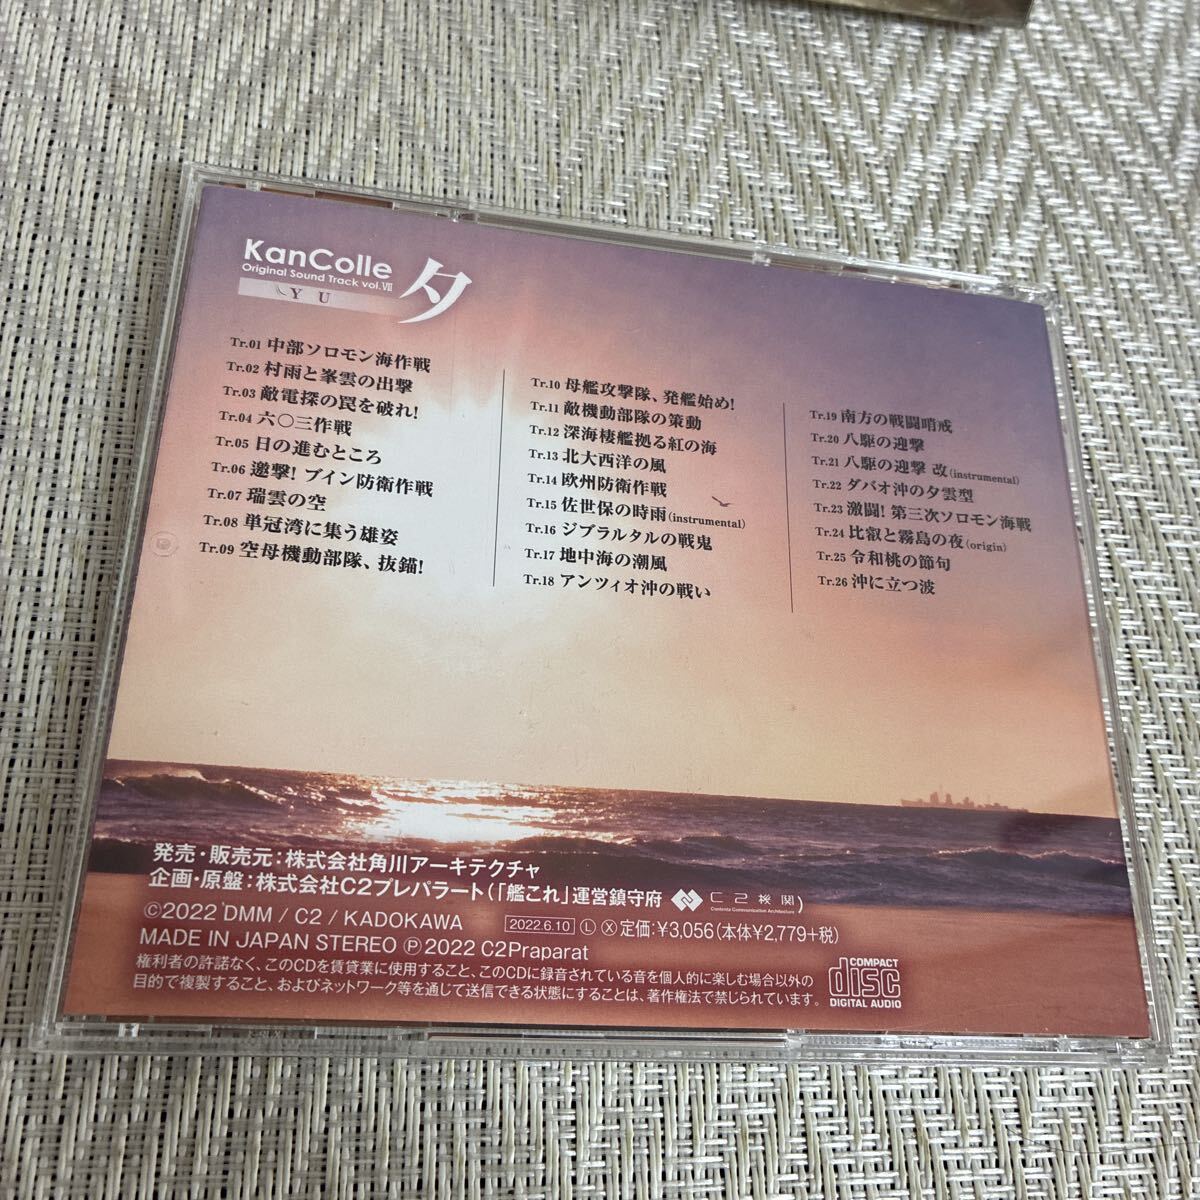 KanColle
Original Sound Track vol.Ⅶ
夕
YU
Tr.01 中部ソロモン海作戦
Tr.02 村雨と峯雲の出撃
Tr.03 敵電探の罠を破れ!
Tr.04 六〇三作戦
Tr.05 日の進むところ
Tr.06 邀撃! ブイン防衛作戦
Tr.07 瑞雲の空
Tr.08 単冠湾に集う雄姿
Tr.09 空母機動部隊、抜錨!
Tr.10 母艦攻撃隊、発艦始め!
Tr.11 敵機動部隊の策動
Tr.12 深海棲艦拠る紅の海
Tr.13 北大西洋の風
Tr.14 欧州防衛作戦
Tr.15 佐世保の時雨(instrumental)
Tr.16 ジブラルタルの戦鬼
Tr.17 地中海の潮風
Tr.18 アンツィオ沖の戦い
Tr.19 南方の戦闘哨戒
Tr.20 八駆の迎撃
Tr.21 八駆の迎撃 改(instrumental)
Tr.22 ダバオ沖の夕雲型
Tr.23 激闘! 第三次ソロモン海戦
Tr.24 比叡と霧島の夜(origin)
Tr.25 令和桃の節句
Tr.26 沖に立つ波
発売・販売元:株式会社角川アーキテクチャ
企画・原盤:株式会社C2プレパラート(「艦これ」運営鎮守府 C2機関)
Contents Communication Architecture
©2022 DMM / C2 / KADOKAWA 2022.6.10 Ⓛ Ⓧ 定価:¥3,056(本体¥2,779+税)
MADE IN JAPAN STEREO ℗2022 C2Praparat
権利者の許諾なく、このCDを賃貸業に使用すること、このCDに録音されている音を個人的に楽しむ場合以外の
目的で複製すること、およびネットワーク等を通じて送信できる状態にすることは、著作権法で禁じられています。
COMPACT
disc
DIGITAL AUDIO